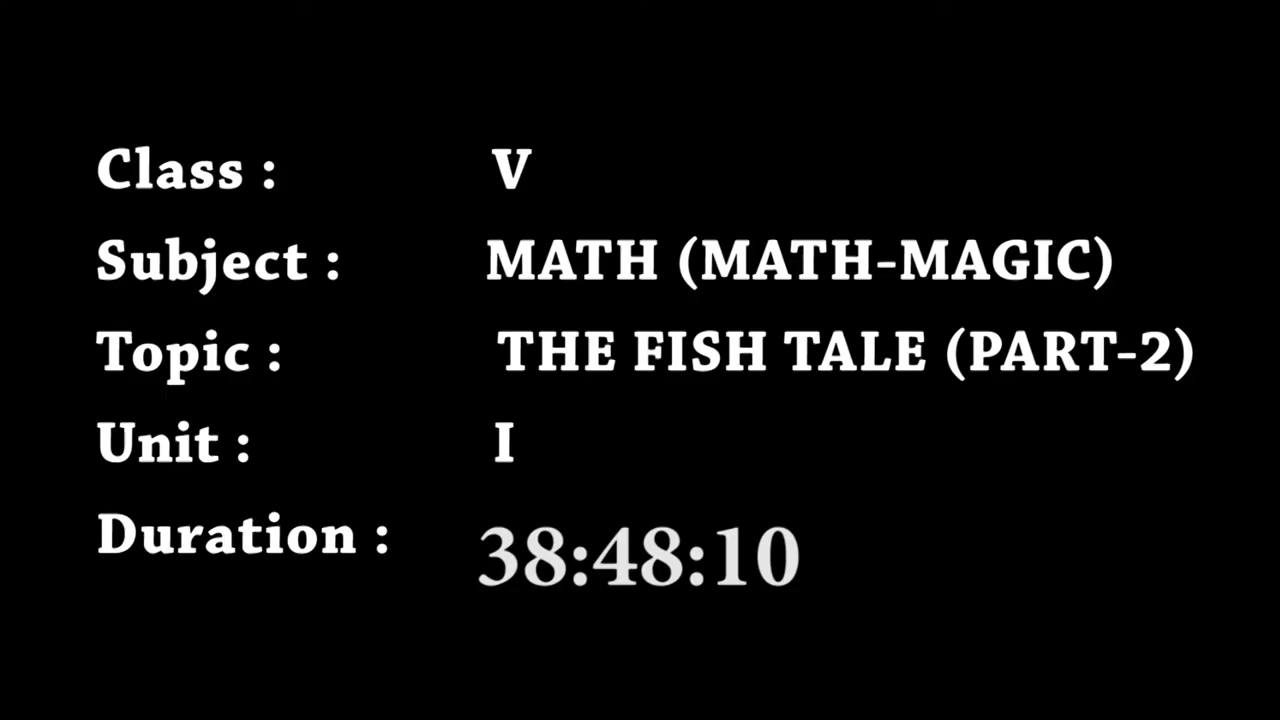 Class : V
Subject : MATH (MATH-MAGIC)
Topic : THE FISH TALE (PART-2)
Unit : I
Duration : 38:48:10